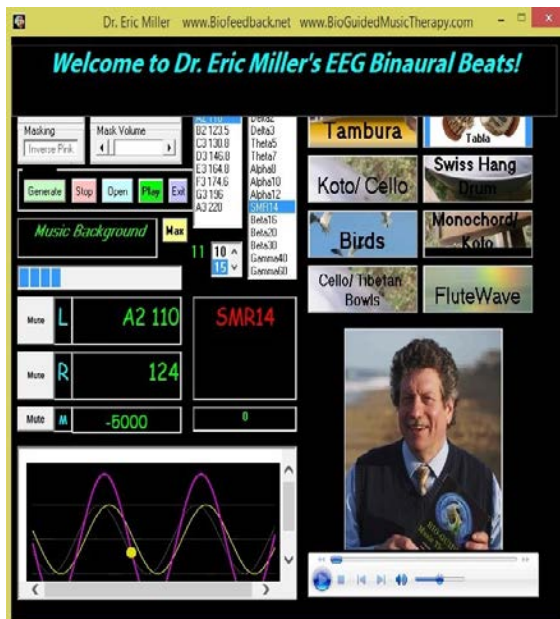 Dr. Eric Miller www.Biofeedback.net www.BioGuidedMusicTherapy.com
Welcome to Dr. Eric Miller's EEG Binaural Beats!
Masking
Inverse Pink
Mask Volume
Generate
Stop
Open
Play
Exit
Music Background
Max
A2 110
B2 123.5
C3 130.8
D3 146.8
E3 164.8
F3 174.6
G3 196
A3 220
Delta2
Delta3
Theta5
Theta7
Alpha8
Alpha10
Alpha12
SMR14
Beta16
Beta20
Beta30
Gamma40
Gamma60
11
10
15
Tambura
Tabla
Koto/ Cello
Swiss Hang
Drum
Birds
Monochord/
Koto
Cello/ Tibetan
Bowls
FluteWave
Mute L A2 110
SMR14
Mute R 124
Mute M -5000
0